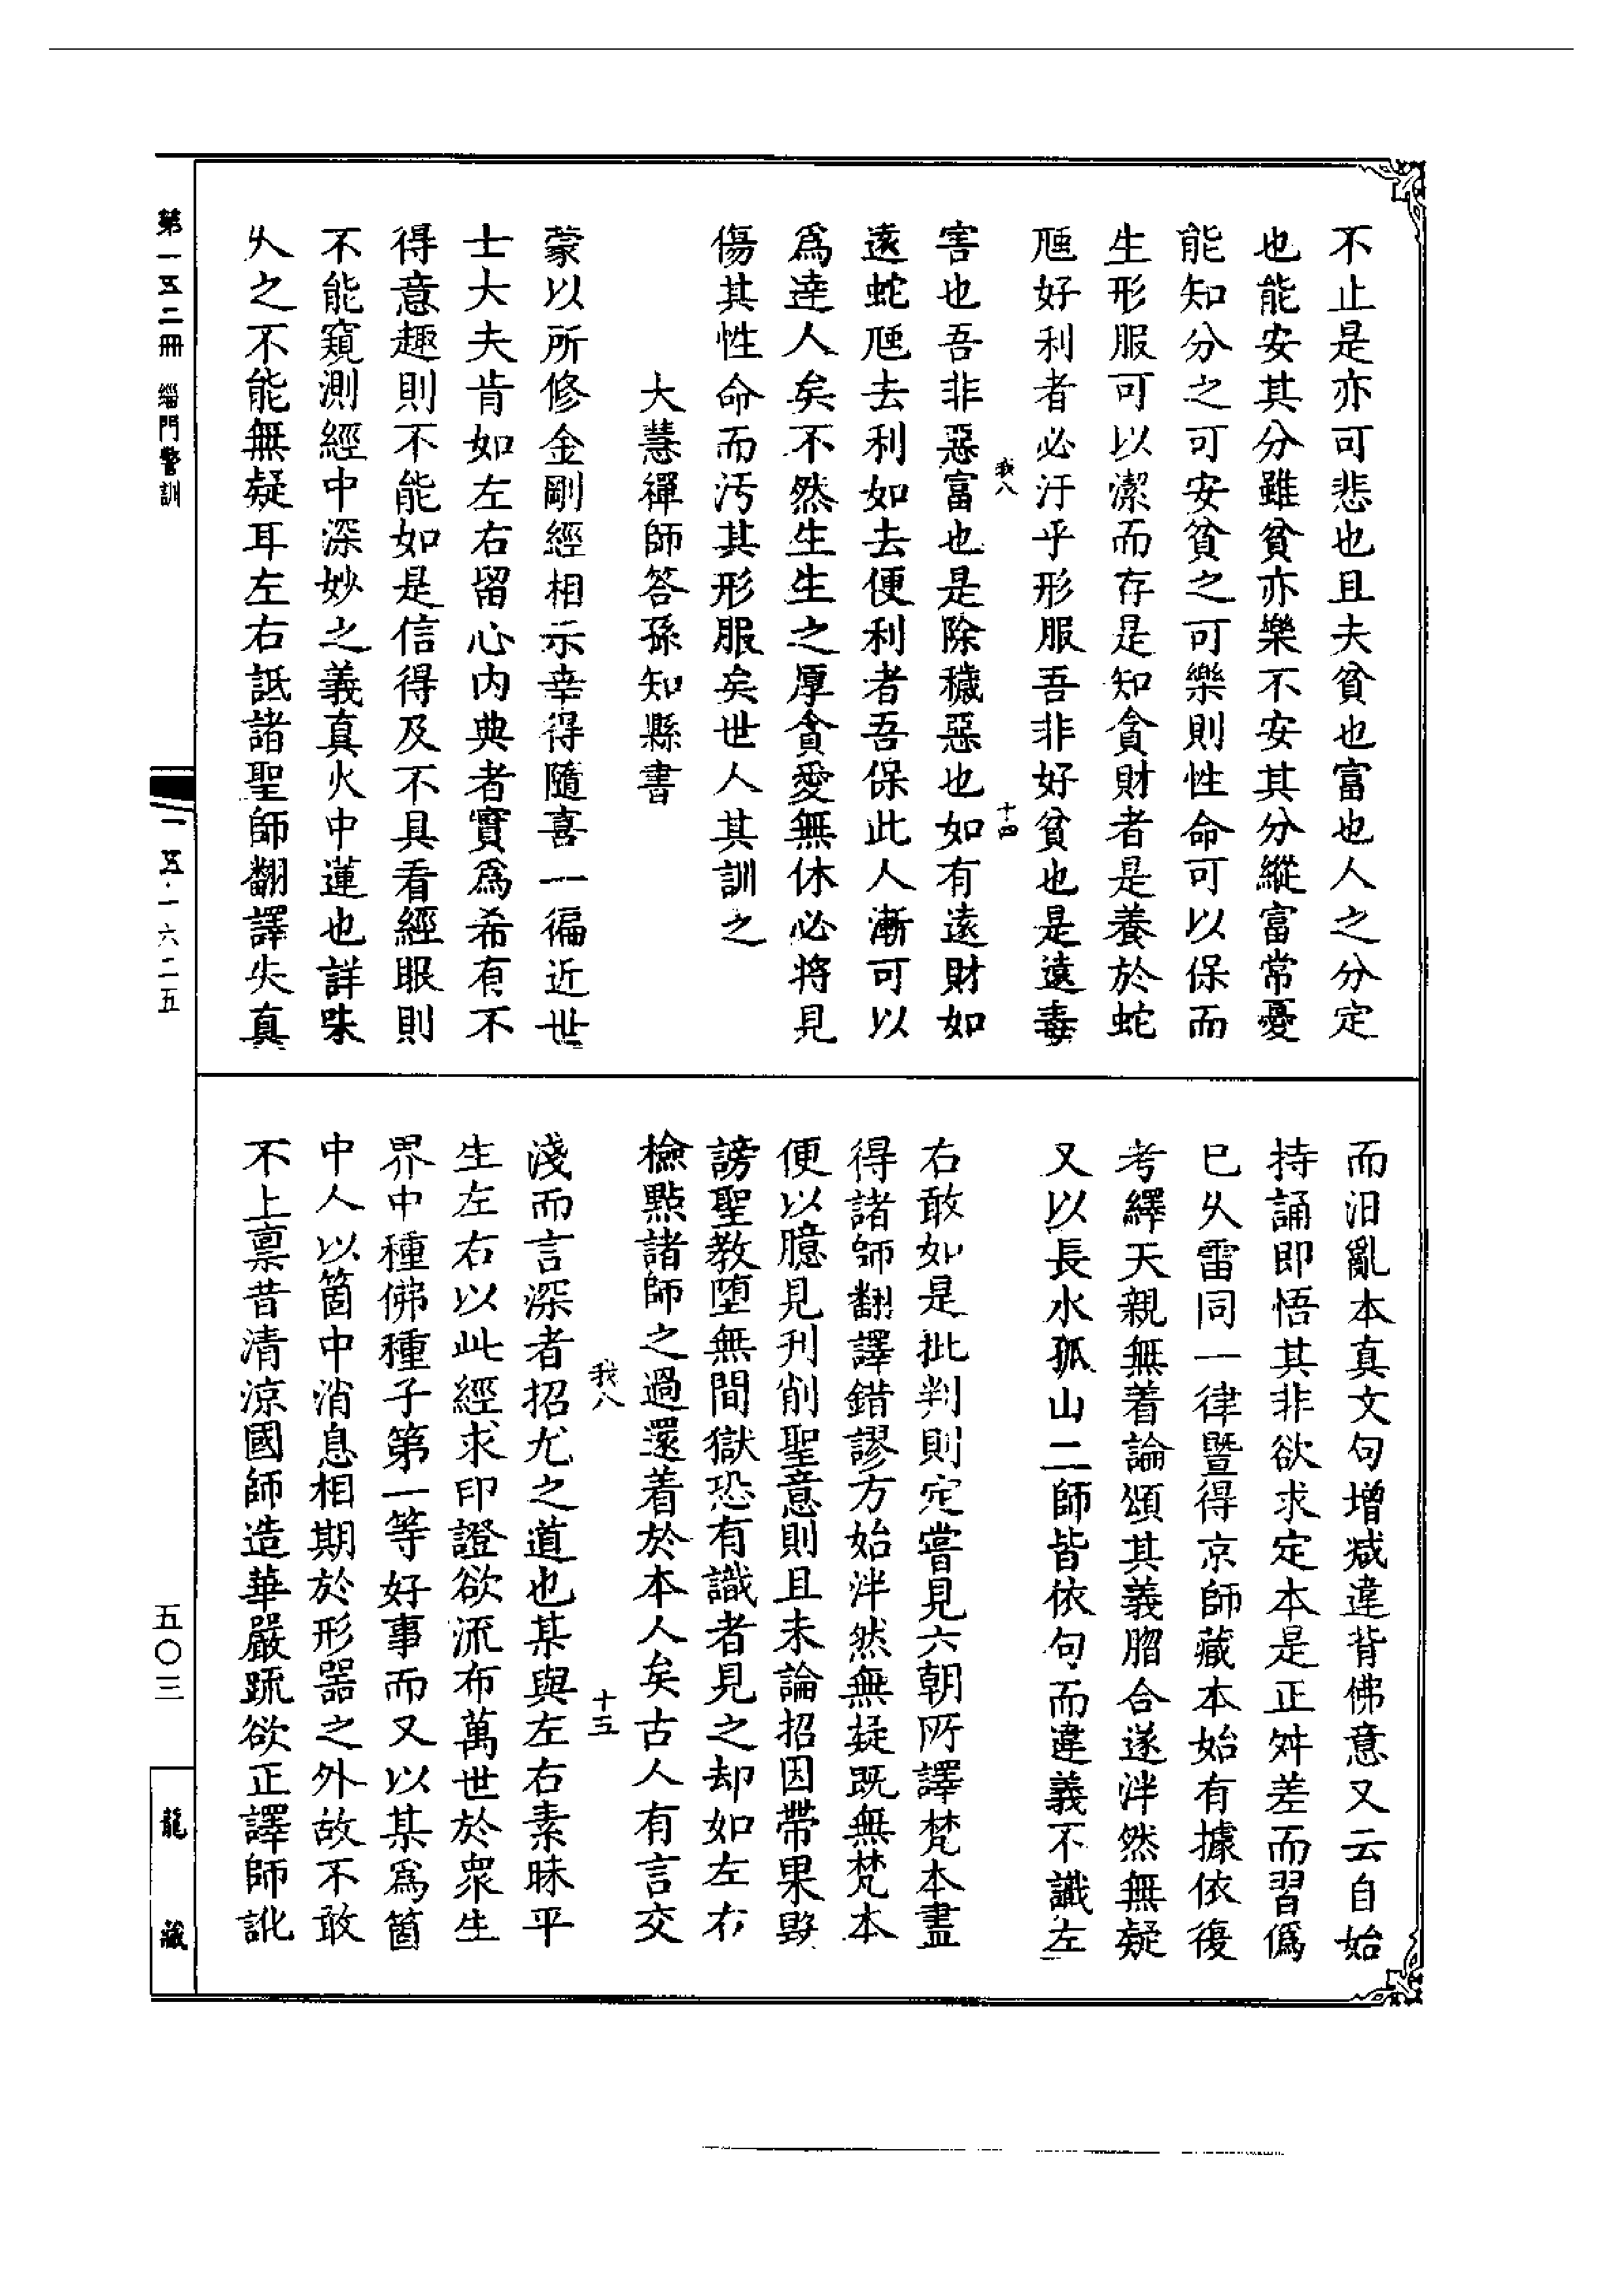 不止是亦可悲也且夫貧也富也人之分定
也能安其分雖貧亦樂不安其分縱富常憂
能知分之可安貧之可樂則性命可以保而
生形服可以潔而存是知貪財者是養於蛇
虺好利者必汙乎形服吾非好貧也是遠毒
我八
十四
害也吾非惡富也是除穢惡也如有遠財如
遠蛇虺去利如去便利者吾保此人漸可以
為達人矣不然生生之厚貪愛無休必將見
傷其性命而汚其形服矣世人其訓之
大慧禪師答孫知縣書
蒙以所修金剛經相示幸得隨喜一徧近世
士大夫肯如左右留心内典者實為希有不
得意趣則不能如是信得及不具看經眼則
不能窺測經中深妙之義真火中蓮也詳味
乆之不能無疑耳左右詆諸聖師翻譯失真
而汨亂本真文句增减違背佛意又云自始
持誦即悟其非欲求定本是正舛差而習僞
已乆雷同一律暨得京師藏本始有據依復
考繹天親無着論頌其義脗合遂泮然無疑
又以長水孤山二師皆依句而違義不識左
右敢如是批判則定嘗見六朝所譯梵本盡
得諸師翻譯錯謬方始泮然無疑既無梵本
便以臆見刋削聖意則且未論招因帶果毀
謗聖教墮無間獄恐有識者見之却如左右
檢點諸師之過還着於本人矣古人有言交
我八
十五
淺而言深者招尤之道也某與左右素昧平
生左右以此經求印證欲流布萬世於衆生
界中種佛種子第一等好事而又以某為箇
中人以箇中消息相期於形器之外故不敢
不上禀昔清涼國師造華嚴䟽欲正譯師訛
第一五二冊 緇門警訓
一五·一六二五
五〇三
龍藏